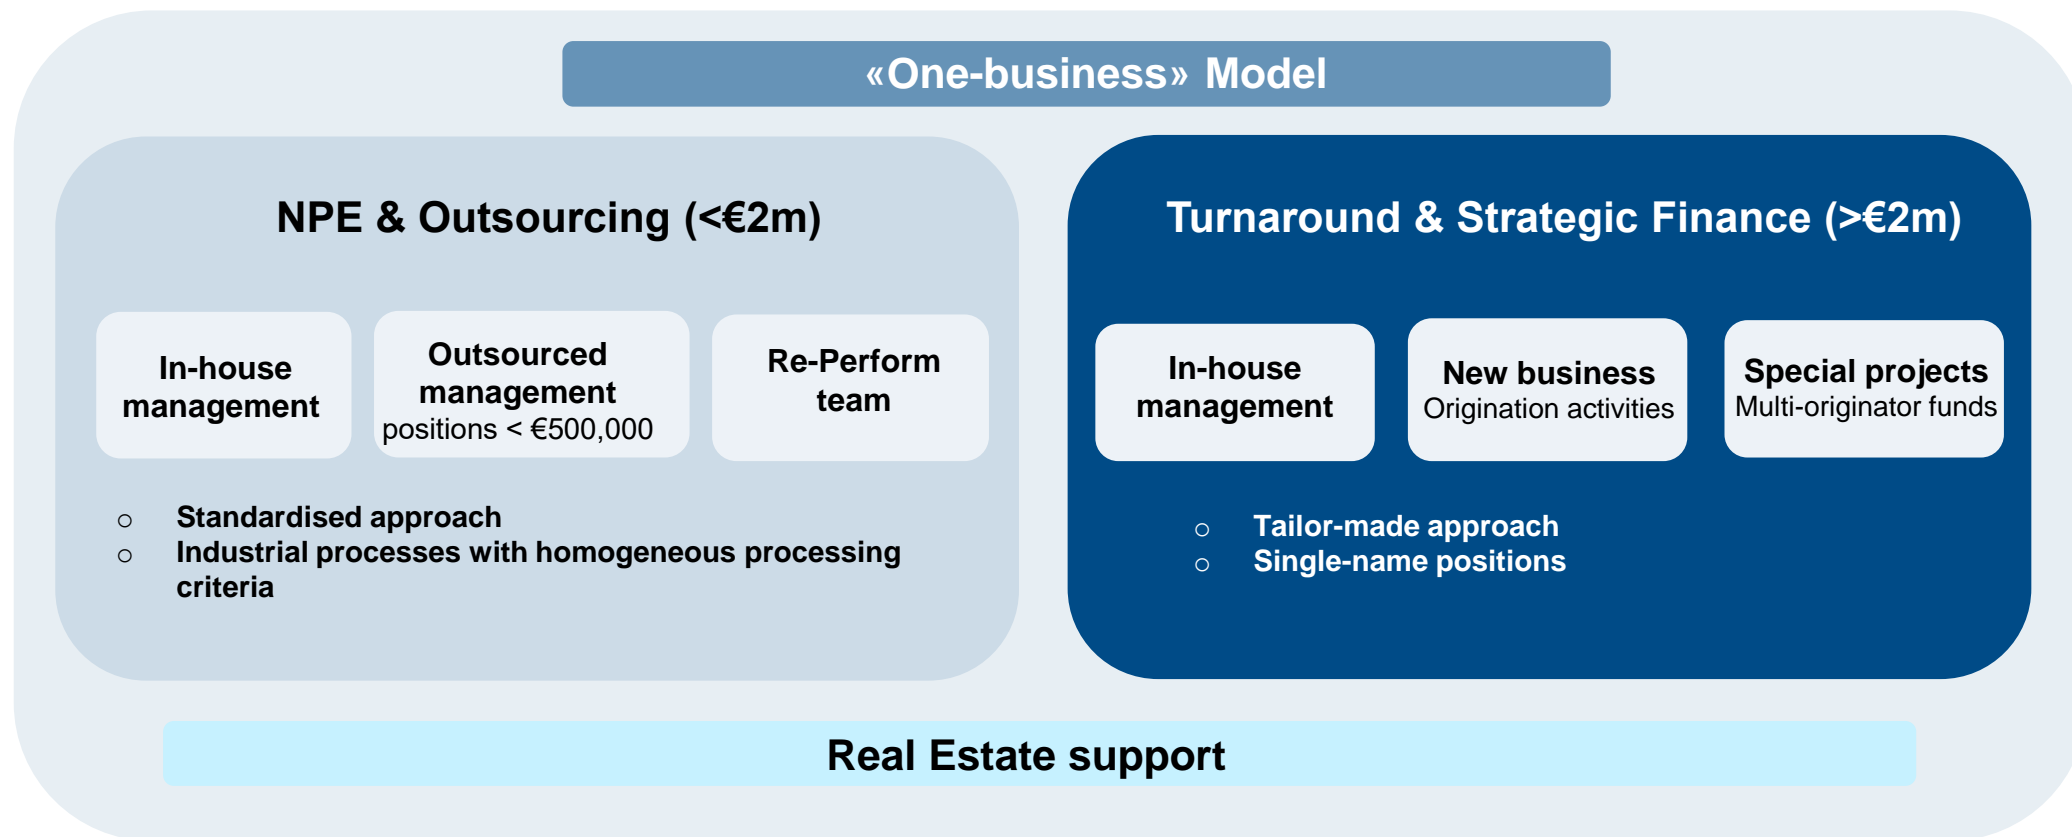 «One-business» Model
NPE & Outsourcing (<€2m)
In-house
management
Outsourced
management
positions < €500,000
Re-Perform
team
o Standardised approach
o Industrial processes with homogeneous processing
criteria
Turnaround & Strategic Finance (>€2m)
In-house
management
New business
Origination activities
Special projects
Multi-originator funds
o Tailor-made approach
o Single-name positions
Real Estate support